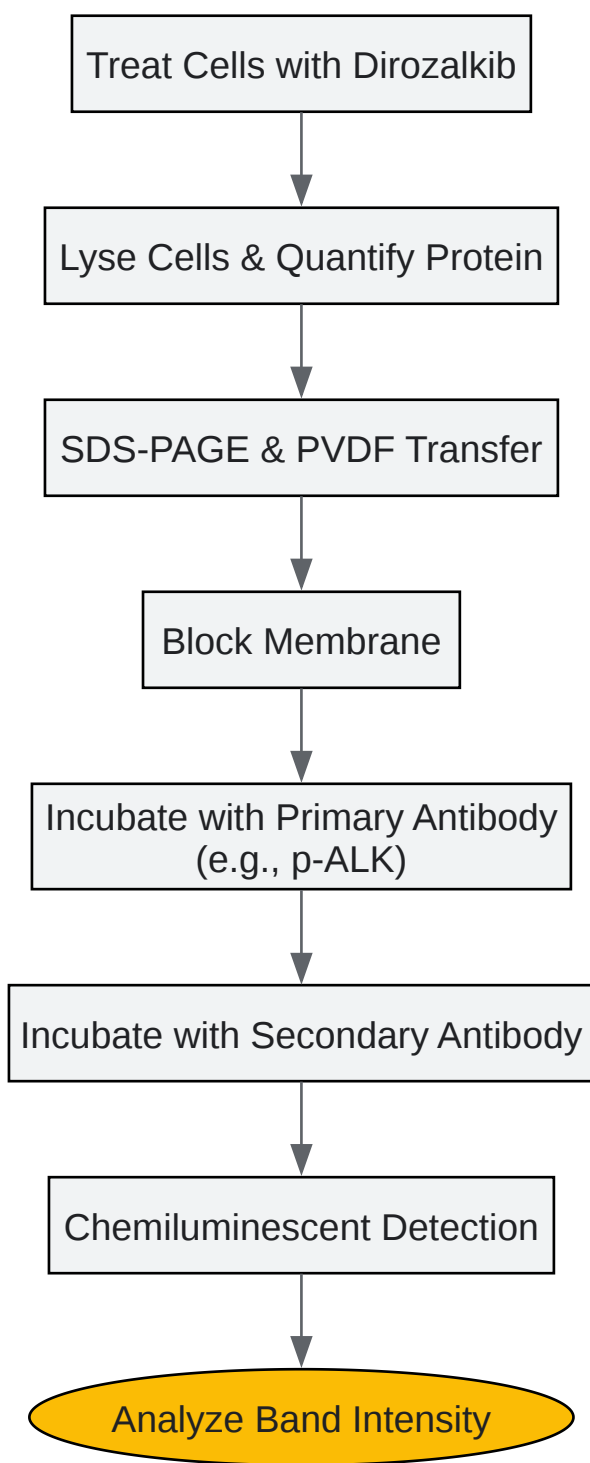 Treat Cells with Dirozalkib
Lyse Cells & Quantify Protein
SDS-PAGE & PVDF Transfer
Block Membrane
Incubate with Primary Antibody
(e.g., p-ALK)
Incubate with Secondary Antibody
Chemiluminescent Detection
Analyze Band Intensity